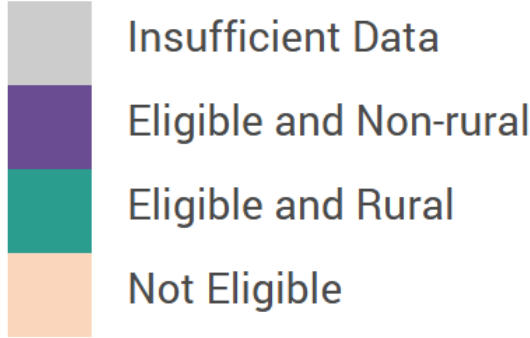 Insufficient Data
Eligible and Non-rural
Eligible and Rural
Not Eligible